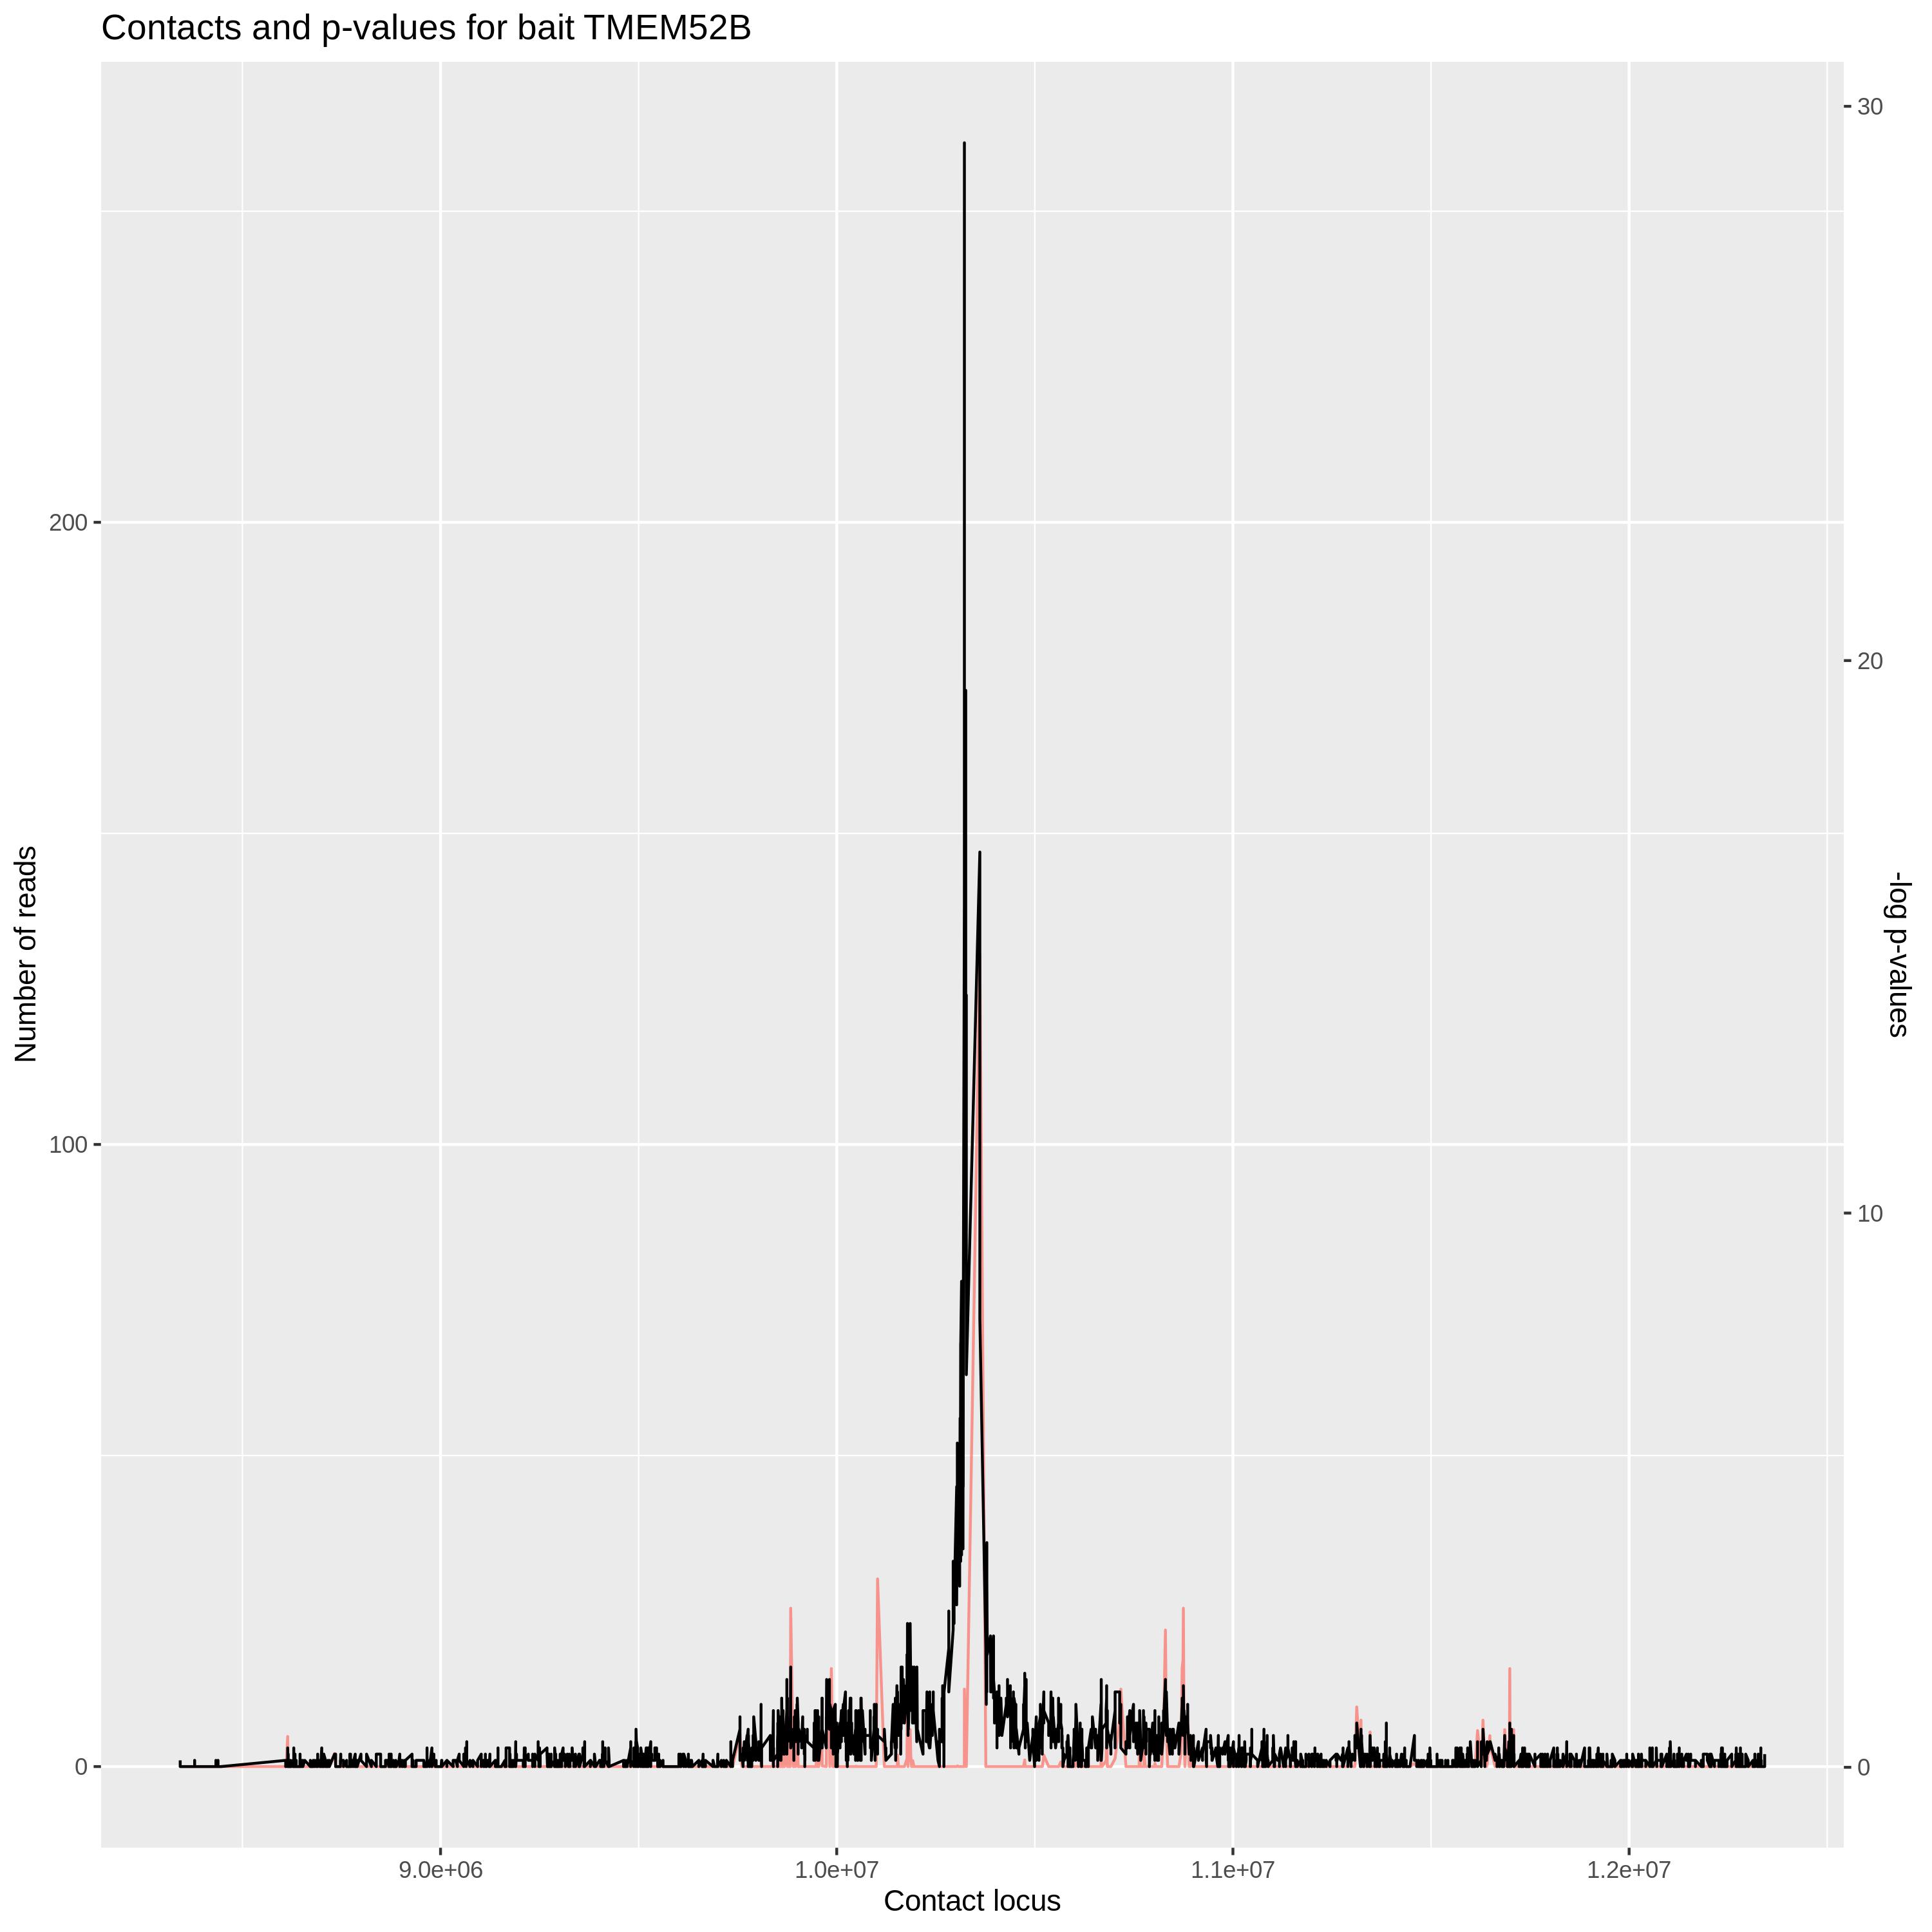 Contacts and p-values for bait TMEM52B
Number of reads
200
100
0
30
20
10
0
-log p-values
9.0e+06 1.0e+07 1.1e+07 1.2e+07
Contact locus